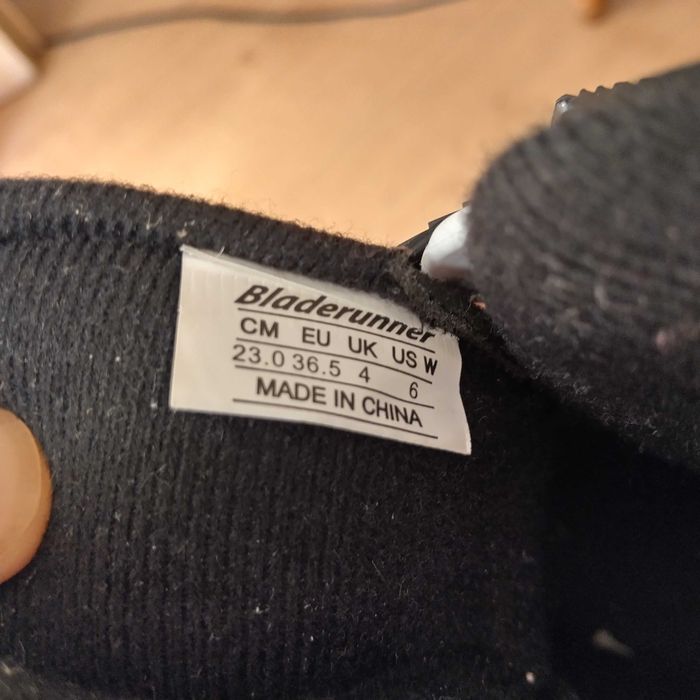 Bladerunner
CM EU UK US W
23.0 36.5 4 6
MADE IN CHINA